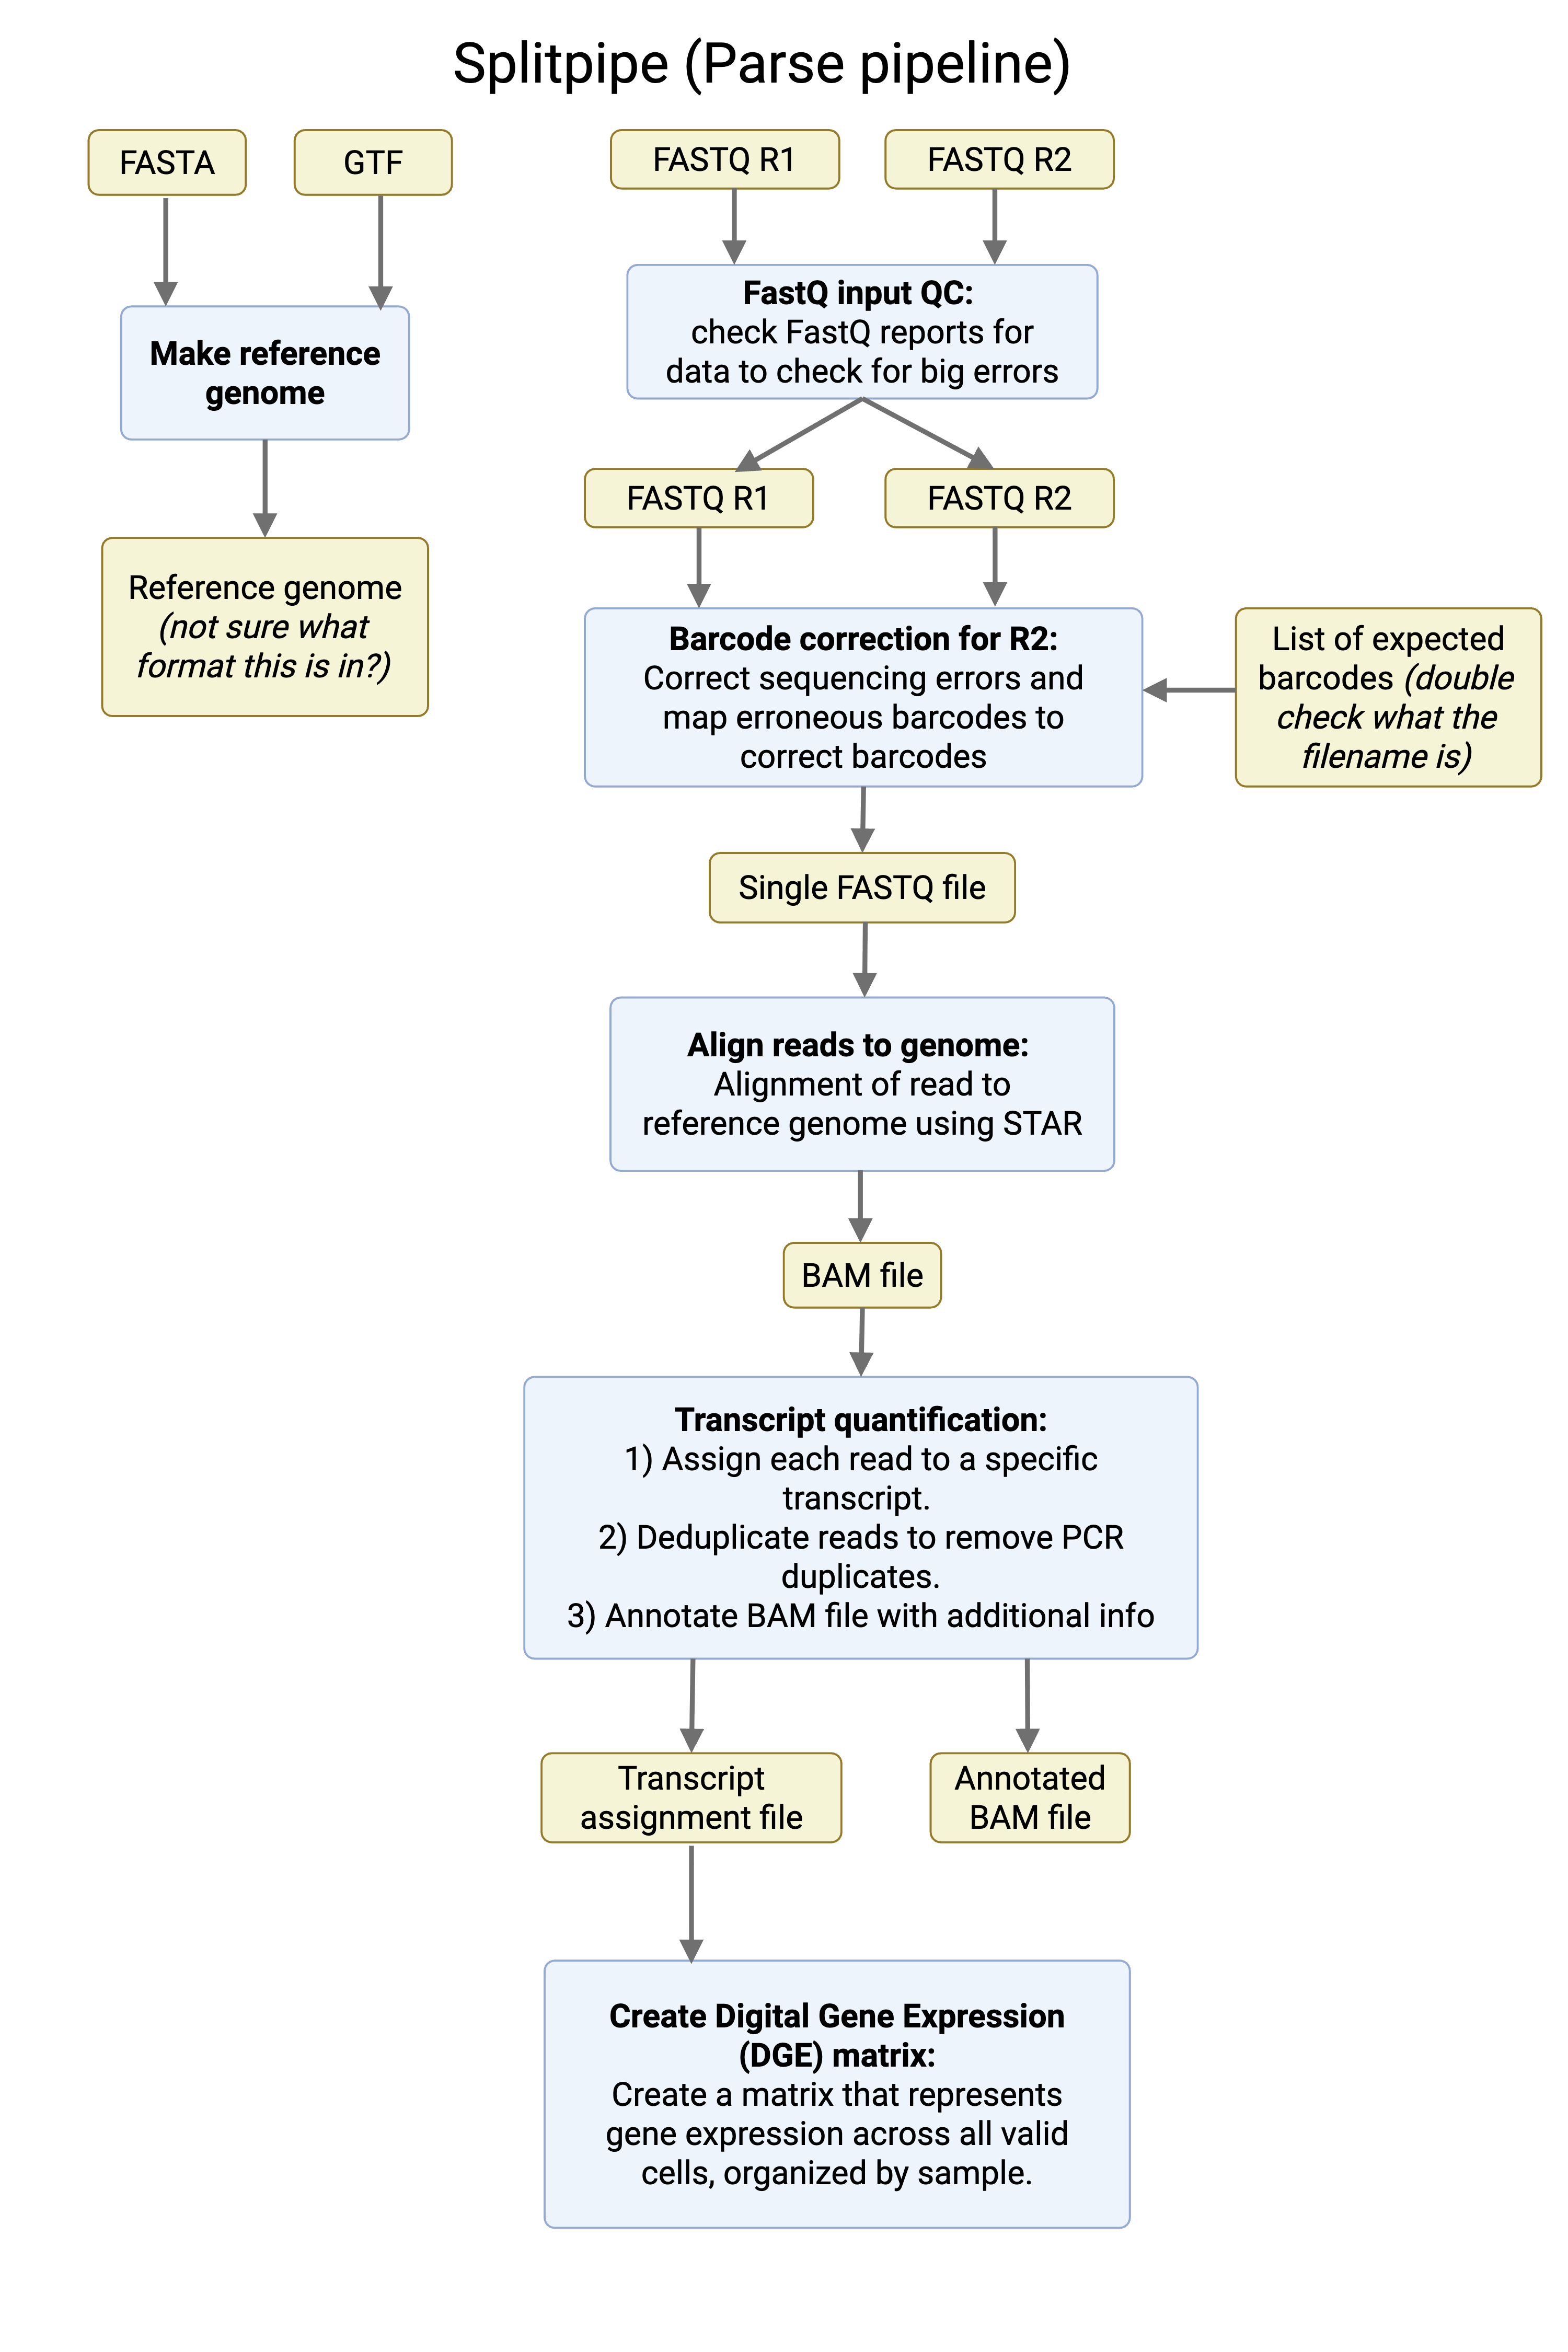 Splitpipe (Parse pipeline)
FASTA
GTF
FASTQ R1
FASTQ R2
Make reference
genome
FastQ input QC:
check FastQ reports for
data to check for big errors
FASTQ R1
FASTQ R2
Reference genome
(not sure what
format this is in?)
Barcode correction for R2:
Correct sequencing errors and
map erroneous barcodes to
correct barcodes
List of expected
barcodes (double
check what the
filename is)
Single FASTQ file
Align reads to genome:
Alignment of read to
reference genome using STAR
BAM file
Transcript quantification:
1) Assign each read to a specific
transcript.
2) Deduplicate reads to remove PCR
duplicates.
3) Annotate BAM file with additional info
Transcript
assignment file
Annotated
BAM file
Create Digital Gene Expression
(DGE) matrix:
Create a matrix that represents
gene expression across all valid
cells, organized by sample.